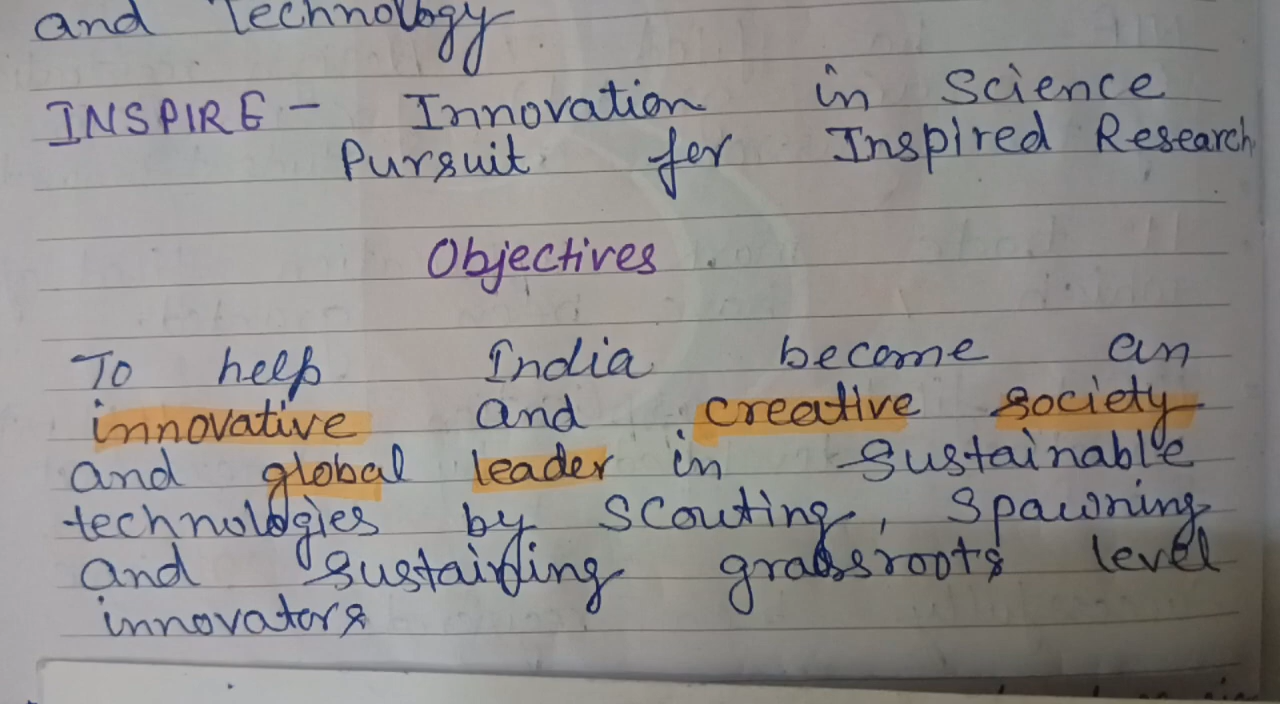 and Technology
INSPIRE - Innovation in Science
Pursuit for Inspired Research
Objectives
To help India become an
innovative and creative society
and global leader in sustainable
technologies by scouting, spawning
and sustaining grassroots level
innovators